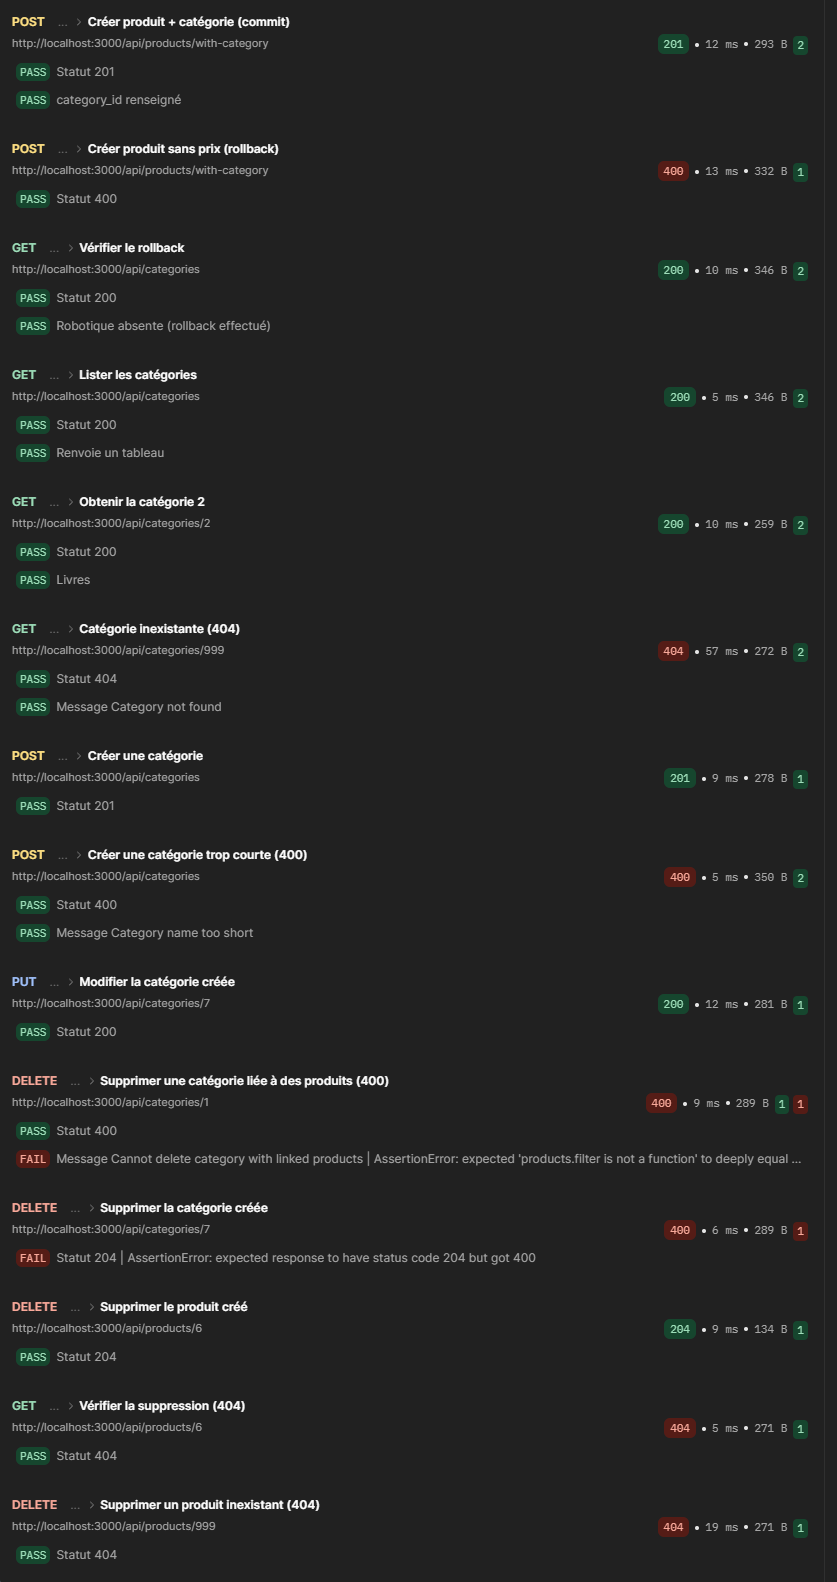 POST ... > Créer produit + catégorie (commit)
http://localhost:3000/api/products/with-category 201 • 12 ms • 293 B 2
PASS Statut 201
PASS category_id renseigné
POST ... > Créer produit sans prix (rollback)
http://localhost:3000/api/products/with-category 400 • 13 ms • 332 B 1
PASS Statut 400
GET ... > Vérifier le rollback
http://localhost:3000/api/categories 200 • 10 ms • 346 B 2
PASS Statut 200
PASS Robotique absente (rollback effectué)
GET ... > Lister les catégories
http://localhost:3000/api/categories 200 • 5 ms • 346 B 2
PASS Statut 200
PASS Renvoie un tableau
GET ... > Obtenir la catégorie 2
http://localhost:3000/api/categories/2 200 • 10 ms • 259 B 2
PASS Statut 200
PASS Livres
GET ... > Catégorie inexistante (404)
http://localhost:3000/api/categories/999 404 • 57 ms • 272 B 2
PASS Statut 404
PASS Message Category not found
POST ... > Créer une catégorie
http://localhost:3000/api/categories 201 • 9 ms • 278 B 1
PASS Statut 201
POST ... > Créer une catégorie trop courte (400)
http://localhost:3000/api/categories 400 • 5 ms • 350 B 2
PASS Statut 400
PASS Message Category name too short
PUT ... > Modifier la catégorie créée
http://localhost:3000/api/categories/7 200 • 12 ms • 281 B 1
PASS Statut 200
DELETE ... > Supprimer une catégorie liée à des produits (400)
http://localhost:3000/api/categories/1 400 • 9 ms • 289 B 1 1
PASS Statut 400
FAIL Message Cannot delete category with linked products | AssertionError: expected 'products.filter is not a function' to deeply equal ...
DELETE ... > Supprimer la catégorie créée
http://localhost:3000/api/categories/7 400 • 6 ms • 289 B 1
FAIL Statut 204 | AssertionError: expected response to have status code 204 but got 400
DELETE ... > Supprimer le produit créé
http://localhost:3000/api/products/6 204 • 9 ms • 134 B 1
PASS Statut 204
GET ... > Vérifier la suppression (404)
http://localhost:3000/api/products/6 404 • 5 ms • 271 B 1
PASS Statut 404
DELETE ... > Supprimer un produit inexistant (404)
http://localhost:3000/api/products/999 404 • 19 ms • 271 B 1
PASS Statut 404